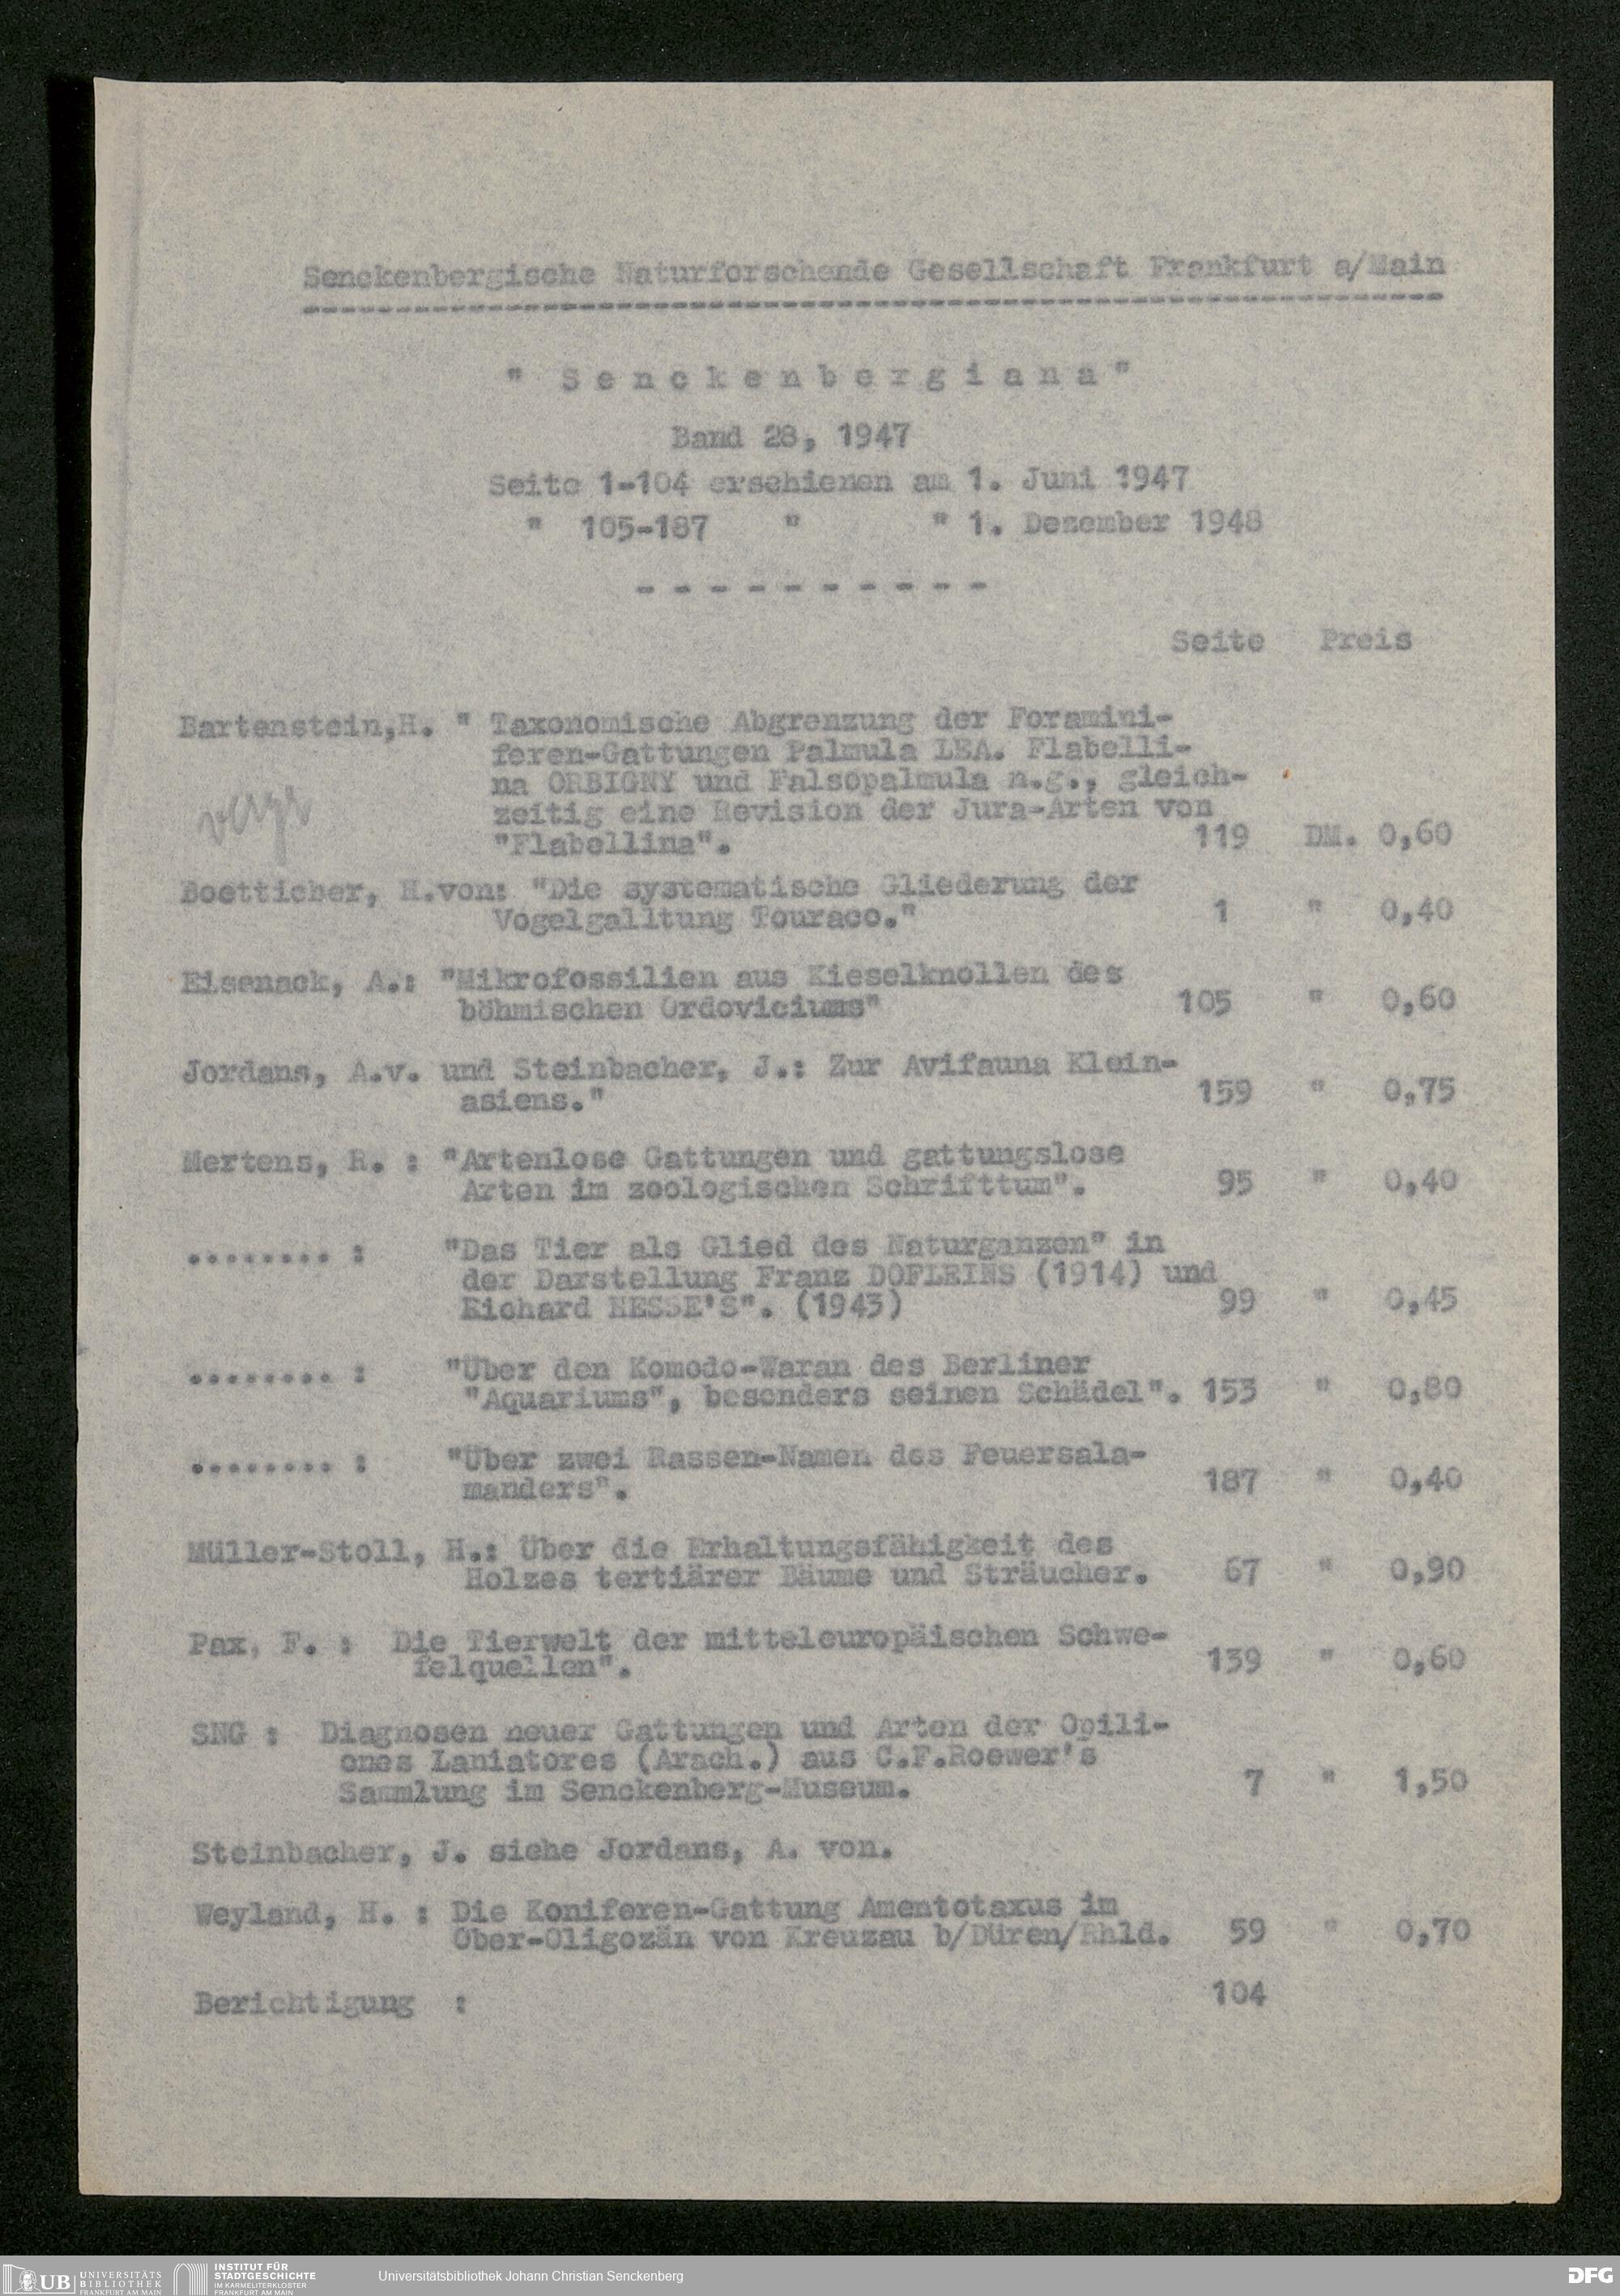 Senckenbergische Naturforschende Gesellschaft Frankfurt a/Main
" S e n c k e n b e r g i a n a "
Band 28, 1947
Seite 1-104 erschienen am 1. Juni 1947
" 105-187 " " 1. Dezember 1948
- - - - - - - - - -
Seite Preis
Bartenstein,H. " Taxonomische Abgrenzung der Foramini-
feren-Gattungen Palmula LEA. Flabelli-
na ORBIGNY und Falsopalmula n.g., gleich-
zeitig eine Revision der Jura-Arten von
"Flabellina". 119 DM. 0,60
Boetticher, H.von: "Die systematische Gliederung der
Vogelgalltung Touraco." 1 " 0,40
Eisenack, A.: "Mikrofossilien aus Kieselknollen des
böhmischen Ordoviciums" 105 " 0,60
Jordans, A.v. und Steinbacher, J.: Zur Avifauna Klein-
asiens." 159 " 0,75
Mertens, R. : "Artenlose Gattungen und gattungslose
Arten im zoologischen Schrifttum". 95 " 0,40
........ : "Das Tier als Glied des Naturganzen" in
der Darstellung Franz DOFLEINS (1914) und
Richard HESSE'S". (1943) 99 " 0,45
........ : "Über den Komodo-Waran des Berliner
"Aquariums", besonders seinen Schädel". 153 " 0,80
........ : "Über zwei Rassen-Namen des Feuersala-
manders". 187 " 0,40
Müller-Stoll, H.: Über die Erhaltungsfähigkeit des
Holzes tertiärer Bäume und Sträucher. 67 " 0,90
Pax, F. : Die Tierwelt der mitteleuropäischen Schwe-
felquellen". 139 " 0,60
SNG : Diagnosen neuer Gattungen und Arten der Opili-
ones Laniatores (Arach.) aus C.F.Roewer's
Sammlung im Senckenberg-Museum. 7 " 1,50
Steinbacher, J. siehe Jordans, A. von.
Weyland, H. : Die Koniferen-Gattung Amentotaxus im
Ober-Oligozän von Kreuzau b/Düren/Rhld. 59 " 0,70
Berichtigung : 104
UB UNIVERSITÄTS
BIBLIOTHEK
FRANKFURT AM MAIN
INSTITUT FÜR
STADTGESCHICHTE
IM KARMELITERKLOSTER
FRANKFURT AM MAIN
Universitätsbibliothek Johann Christian Senckenberg
DFG